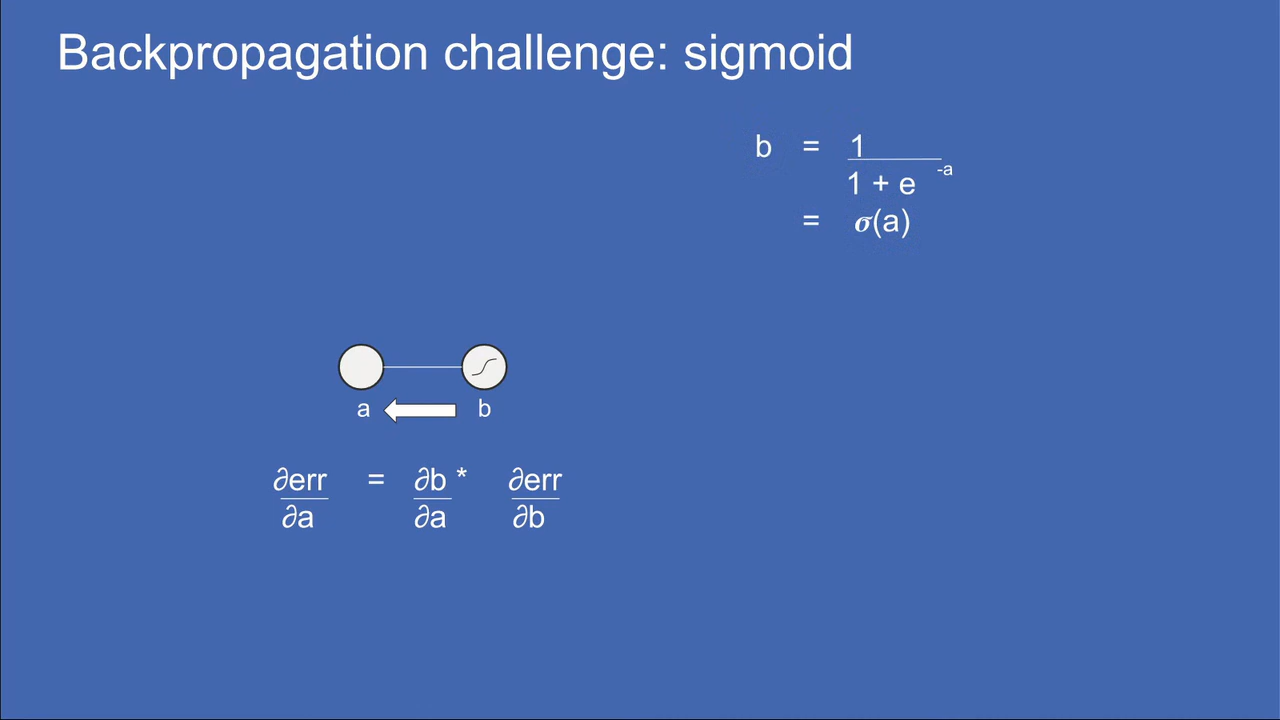 Backpropagation challenge: sigmoid
b = 1
1 + e -a
= σ(a)
a b
∂err = ∂b * ∂err
∂a ∂a ∂b